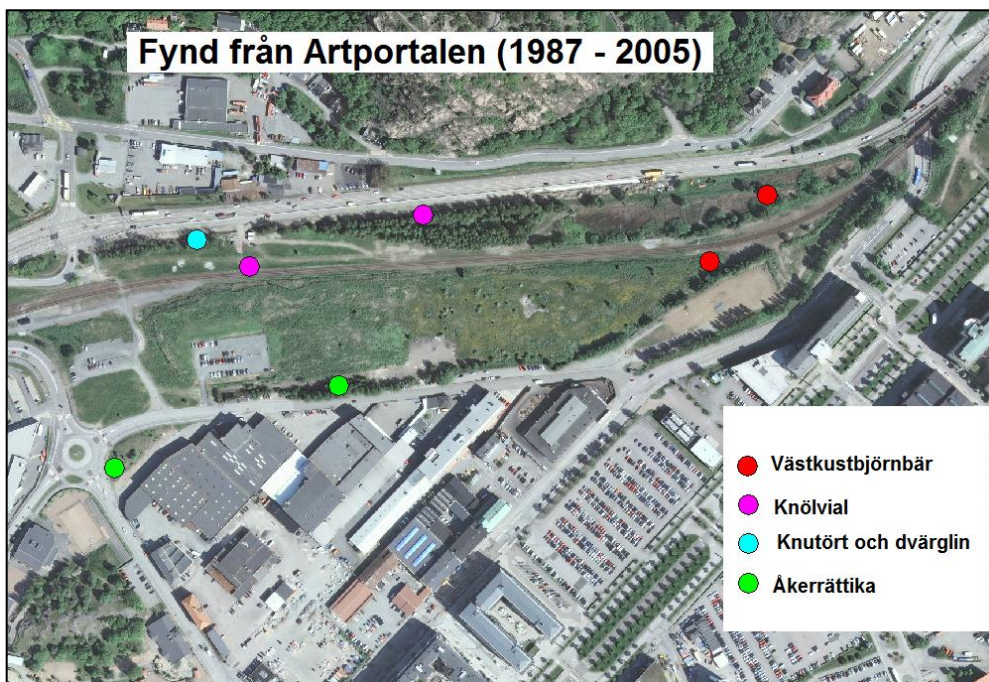 Fynd från Artportalen (1987 - 2005)
Västkustbjörnbär
Knölvial
Knutört och dvärglin
Åkerrättika